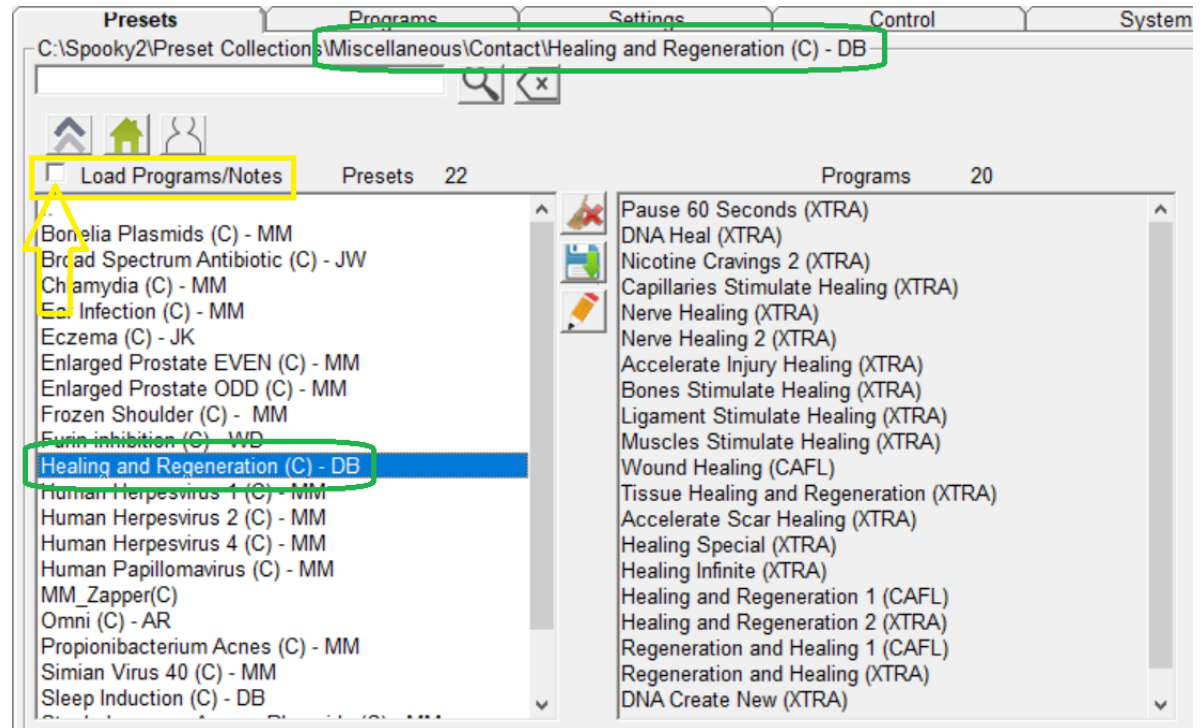 Presets Programs Settings Control System
C:\Spooky2\Preset Collections\Miscellaneous\Contact\Healing and Regeneration (C) - DB
Load Programs/Notes Presets 22 Programs 20
..
Borrelia Plasmids (C) - MM
Broad Spectrum Antibiotic (C) - JW
Chlamydia (C) - MM
Ear Infection (C) - MM
Eczema (C) - JK
Enlarged Prostate EVEN (C) - MM
Enlarged Prostate ODD (C) - MM
Frozen Shoulder (C) -  MM
Furin inhibition (C) - WD
Healing and Regeneration (C) - DB
Human Herpesvirus 1 (C) - MM
Human Herpesvirus 2 (C) - MM
Human Herpesvirus 4 (C) - MM
Human Papillomavirus (C) - MM
MM_Zapper(C)
Omni (C) - AR
Propionibacterium Acnes (C) - MM
Simian Virus 40 (C) - MM
Sleep Induction (C) - DB
Pause 60 Seconds (XTRA)
DNA Heal (XTRA)
Nicotine Cravings 2 (XTRA)
Capillaries Stimulate Healing (XTRA)
Nerve Healing (XTRA)
Nerve Healing 2 (XTRA)
Accelerate Injury Healing (XTRA)
Bones Stimulate Healing (XTRA)
Ligament Stimulate Healing (XTRA)
Muscles Stimulate Healing (XTRA)
Wound Healing (CAFL)
Tissue Healing and Regeneration (XTRA)
Accelerate Scar Healing (XTRA)
Healing Special (XTRA)
Healing Infinite (XTRA)
Healing and Regeneration 1 (CAFL)
Healing and Regeneration 2 (XTRA)
Regeneration and Healing 1 (CAFL)
Regeneration and Healing (XTRA)
DNA Create New (XTRA)